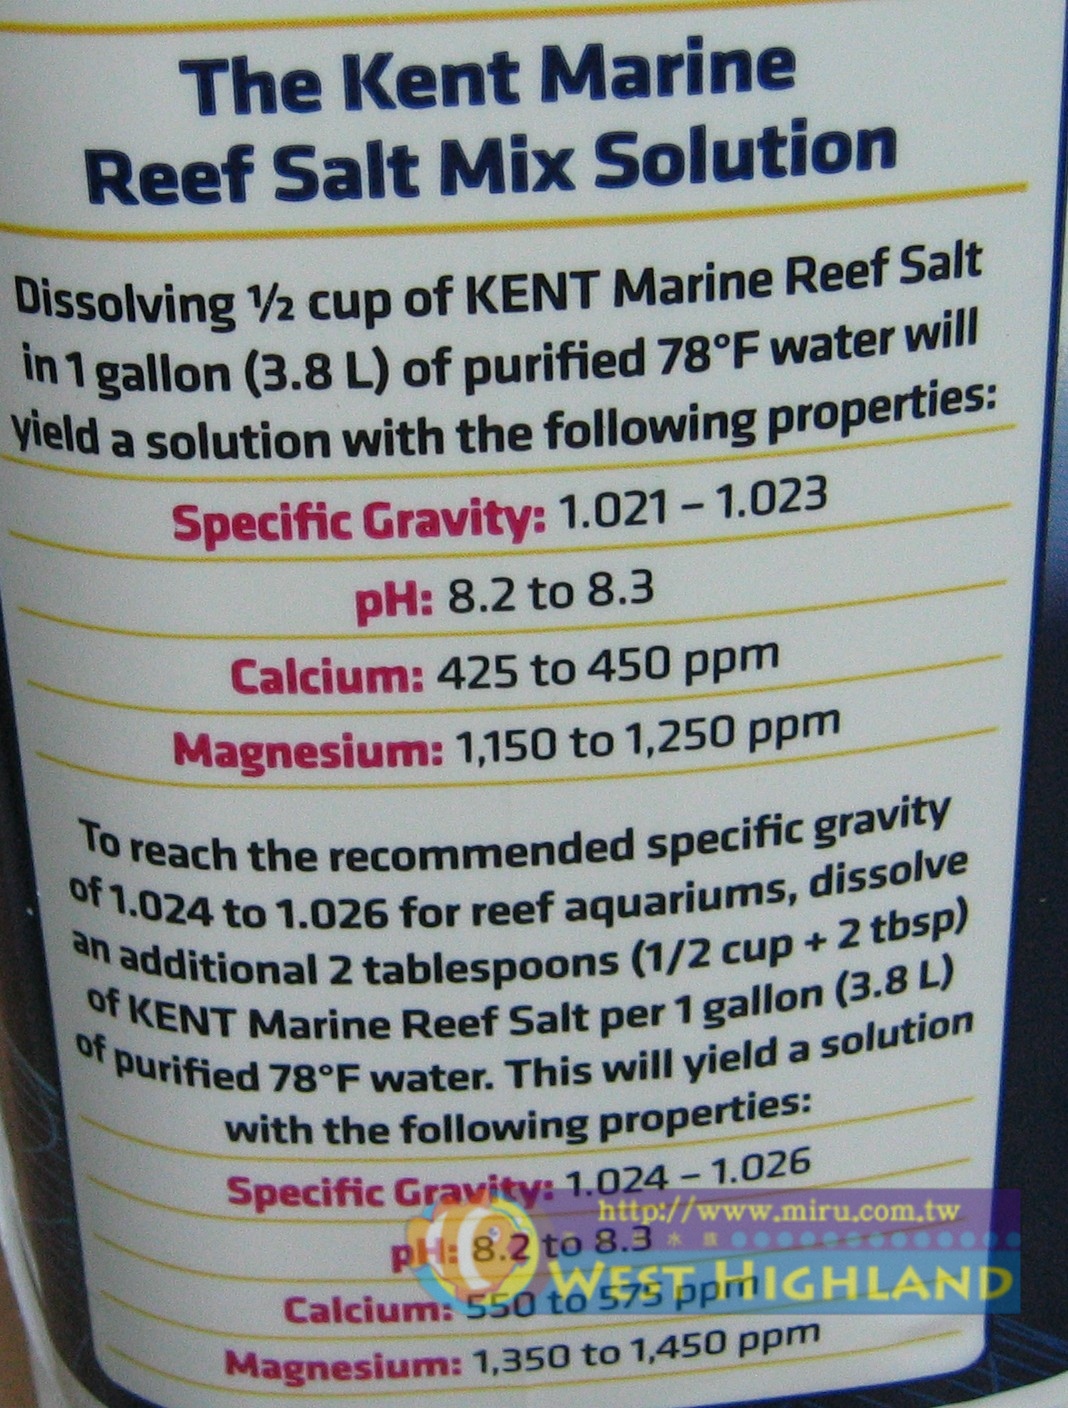 The Kent Marine
Reef Salt Mix Solution
Dissolving ½ cup of KENT Marine Reef Salt
in 1 gallon (3.8 L) of purified 78°F water will
yield a solution with the following properties:
Specific Gravity: 1.021 – 1.023
pH: 8.2 to 8.3
Calcium: 425 to 450 ppm
Magnesium: 1,150 to 1,250 ppm
To reach the recommended specific gravity
of 1.024 to 1.026 for reef aquariums, dissolve
an additional 2 tablespoons (1/2 cup + 2 tbsp)
of KENT Marine Reef Salt per 1 gallon (3.8 L)
of purified 78°F water. This will yield a solution
with the following properties:
Specific Gravity: 1.024 – 1.026
http://www.miru.com.tw
pH: 8.2 to 8.3
水族
WEST HIGHLAND
Calcium: 550 to 575 ppm
Magnesium: 1,350 to 1,450 ppm